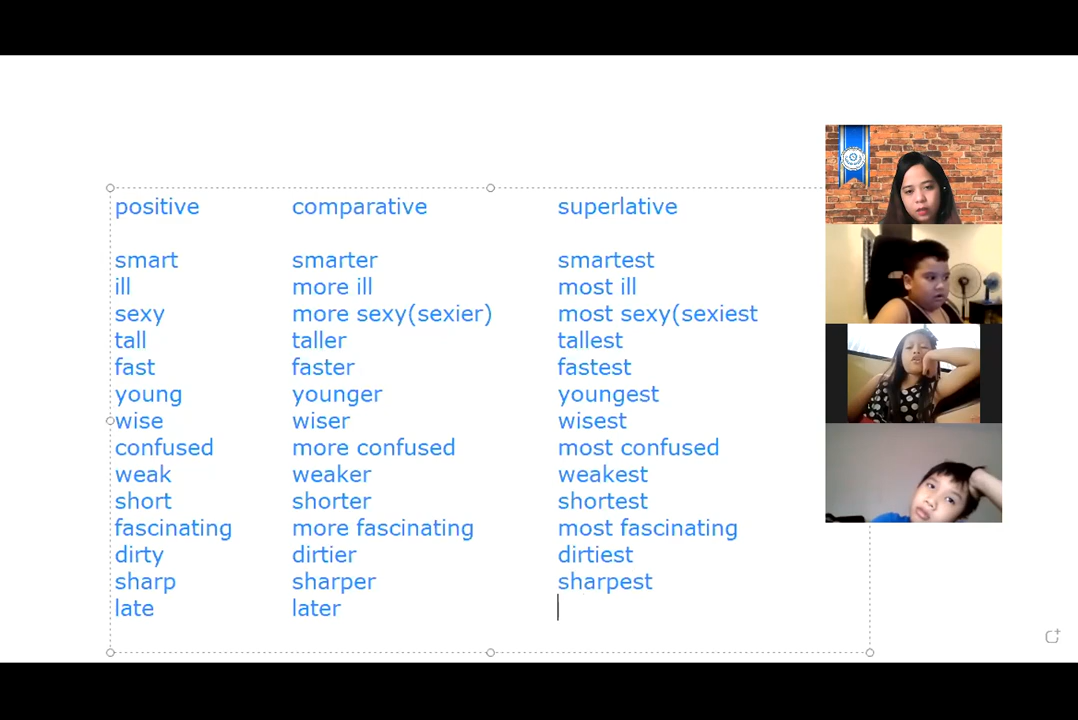 positive comparative superlative
smart smarter smartest
ill more ill most ill
sexy more sexy(sexier) most sexy(sexiest
tall taller tallest
fast faster fastest
young younger youngest
wise wiser wisest
confused more confused most confused
weak weaker weakest
short shorter shortest
fascinating more fascinating most fascinating
dirty dirtier dirtiest
sharp sharper sharpest
late later